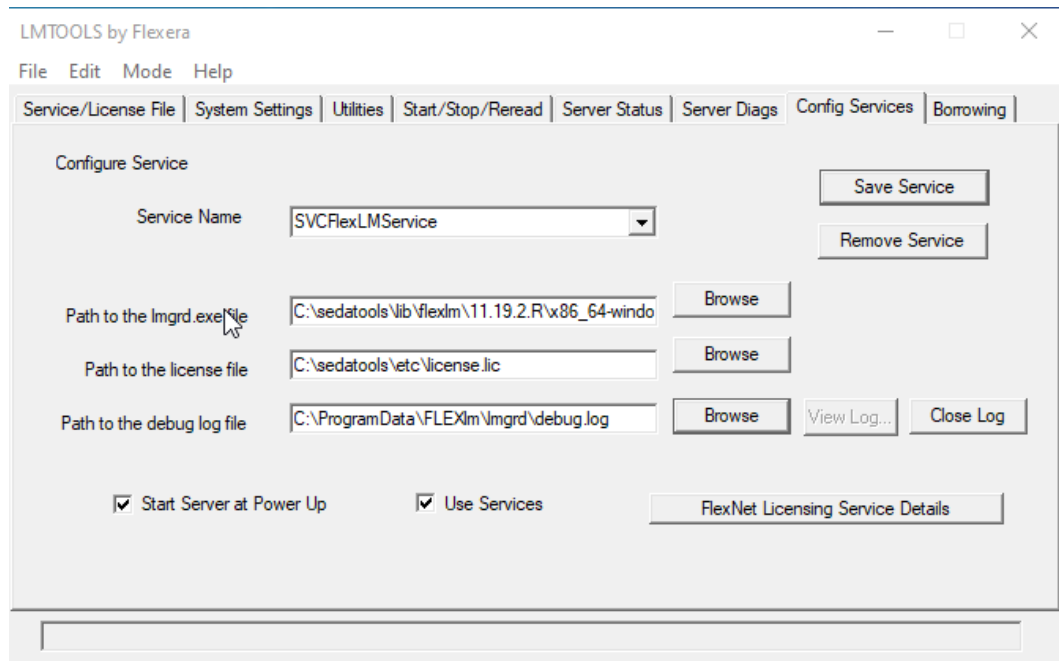 LMTOOLS by Flexera
File Edit Mode Help
Service/License File System Settings Utilities Start/Stop/Reread Server Status Server Diags Config Services Borrowing
Configure Service
Save Service
Service Name SVCFlexLMService
Remove Service
Path to the lmgrd.exe file C:\sedatools\lib\flexlm\11.19.2.R\x86_64-windo Browse
Path to the license file C:\sedatools\etc\license.lic Browse
Path to the debug log file C:\ProgramData\FLEXlm\lmgrd\debug.log Browse View Log... Close Log
Start Server at Power Up Use Services FlexNet Licensing Service Details